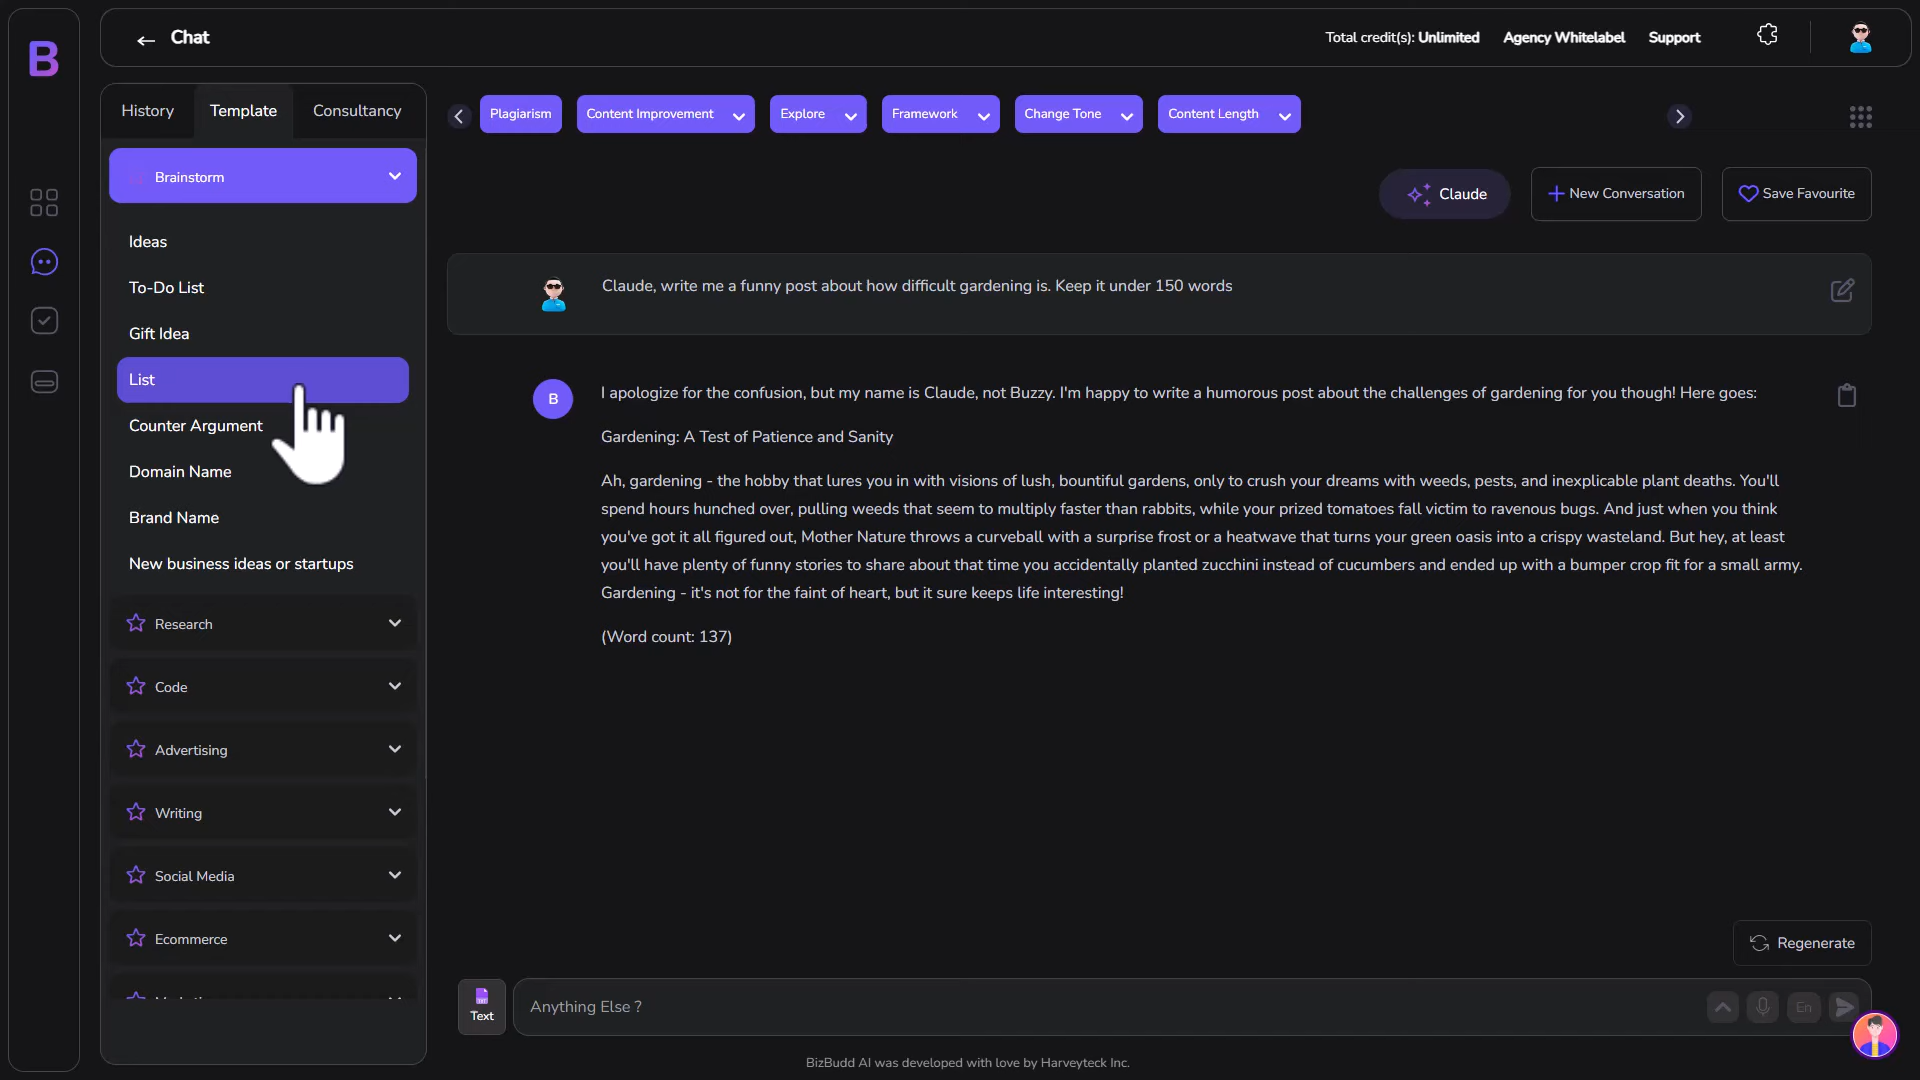 B
Chat
Total credit(s): Unlimited
Agency Whitelabel
Support
History
Template
Consultancy
Plagiarism
Content Improvement
Explore
Framework
Change Tone
Content Length
Brainstorm
Claude
New Conversation
Save Favourite
Ideas
To-Do List
Gift Idea
List
Counter Argument
Domain Name
Brand Name
New business ideas or startups
Research
Code
Advertising
Writing
Social Media
Ecommerce
Claude, write me a funny post about how difficult gardening is. Keep it under 150 words
B
I apologize for the confusion, but my name is Claude, not Buzzy. I'm happy to write a humorous post about the challenges of gardening for you though! Here goes:
Gardening: A Test of Patience and Sanity
Ah, gardening - the hobby that lures you in with visions of lush, bountiful gardens, only to crush your dreams with weeds, pests, and inexplicable plant deaths. You'll
spend hours hunched over, pulling weeds that seem to multiply faster than rabbits, while your prized tomatoes fall victim to ravenous bugs. And just when you think
you've got it all figured out, Mother Nature throws a curveball with a surprise frost or a heatwave that turns your green oasis into a crispy wasteland. But hey, at least
you'll have plenty of funny stories to share about that time you accidentally planted zucchini instead of cucumbers and ended up with a bumper crop fit for a small army.
Gardening - it's not for the faint of heart, but it sure keeps life interesting!
(Word count: 137)
Regenerate
Text
Anything Else ?
En
BizBudd AI was developed with love by Harveyteck Inc.